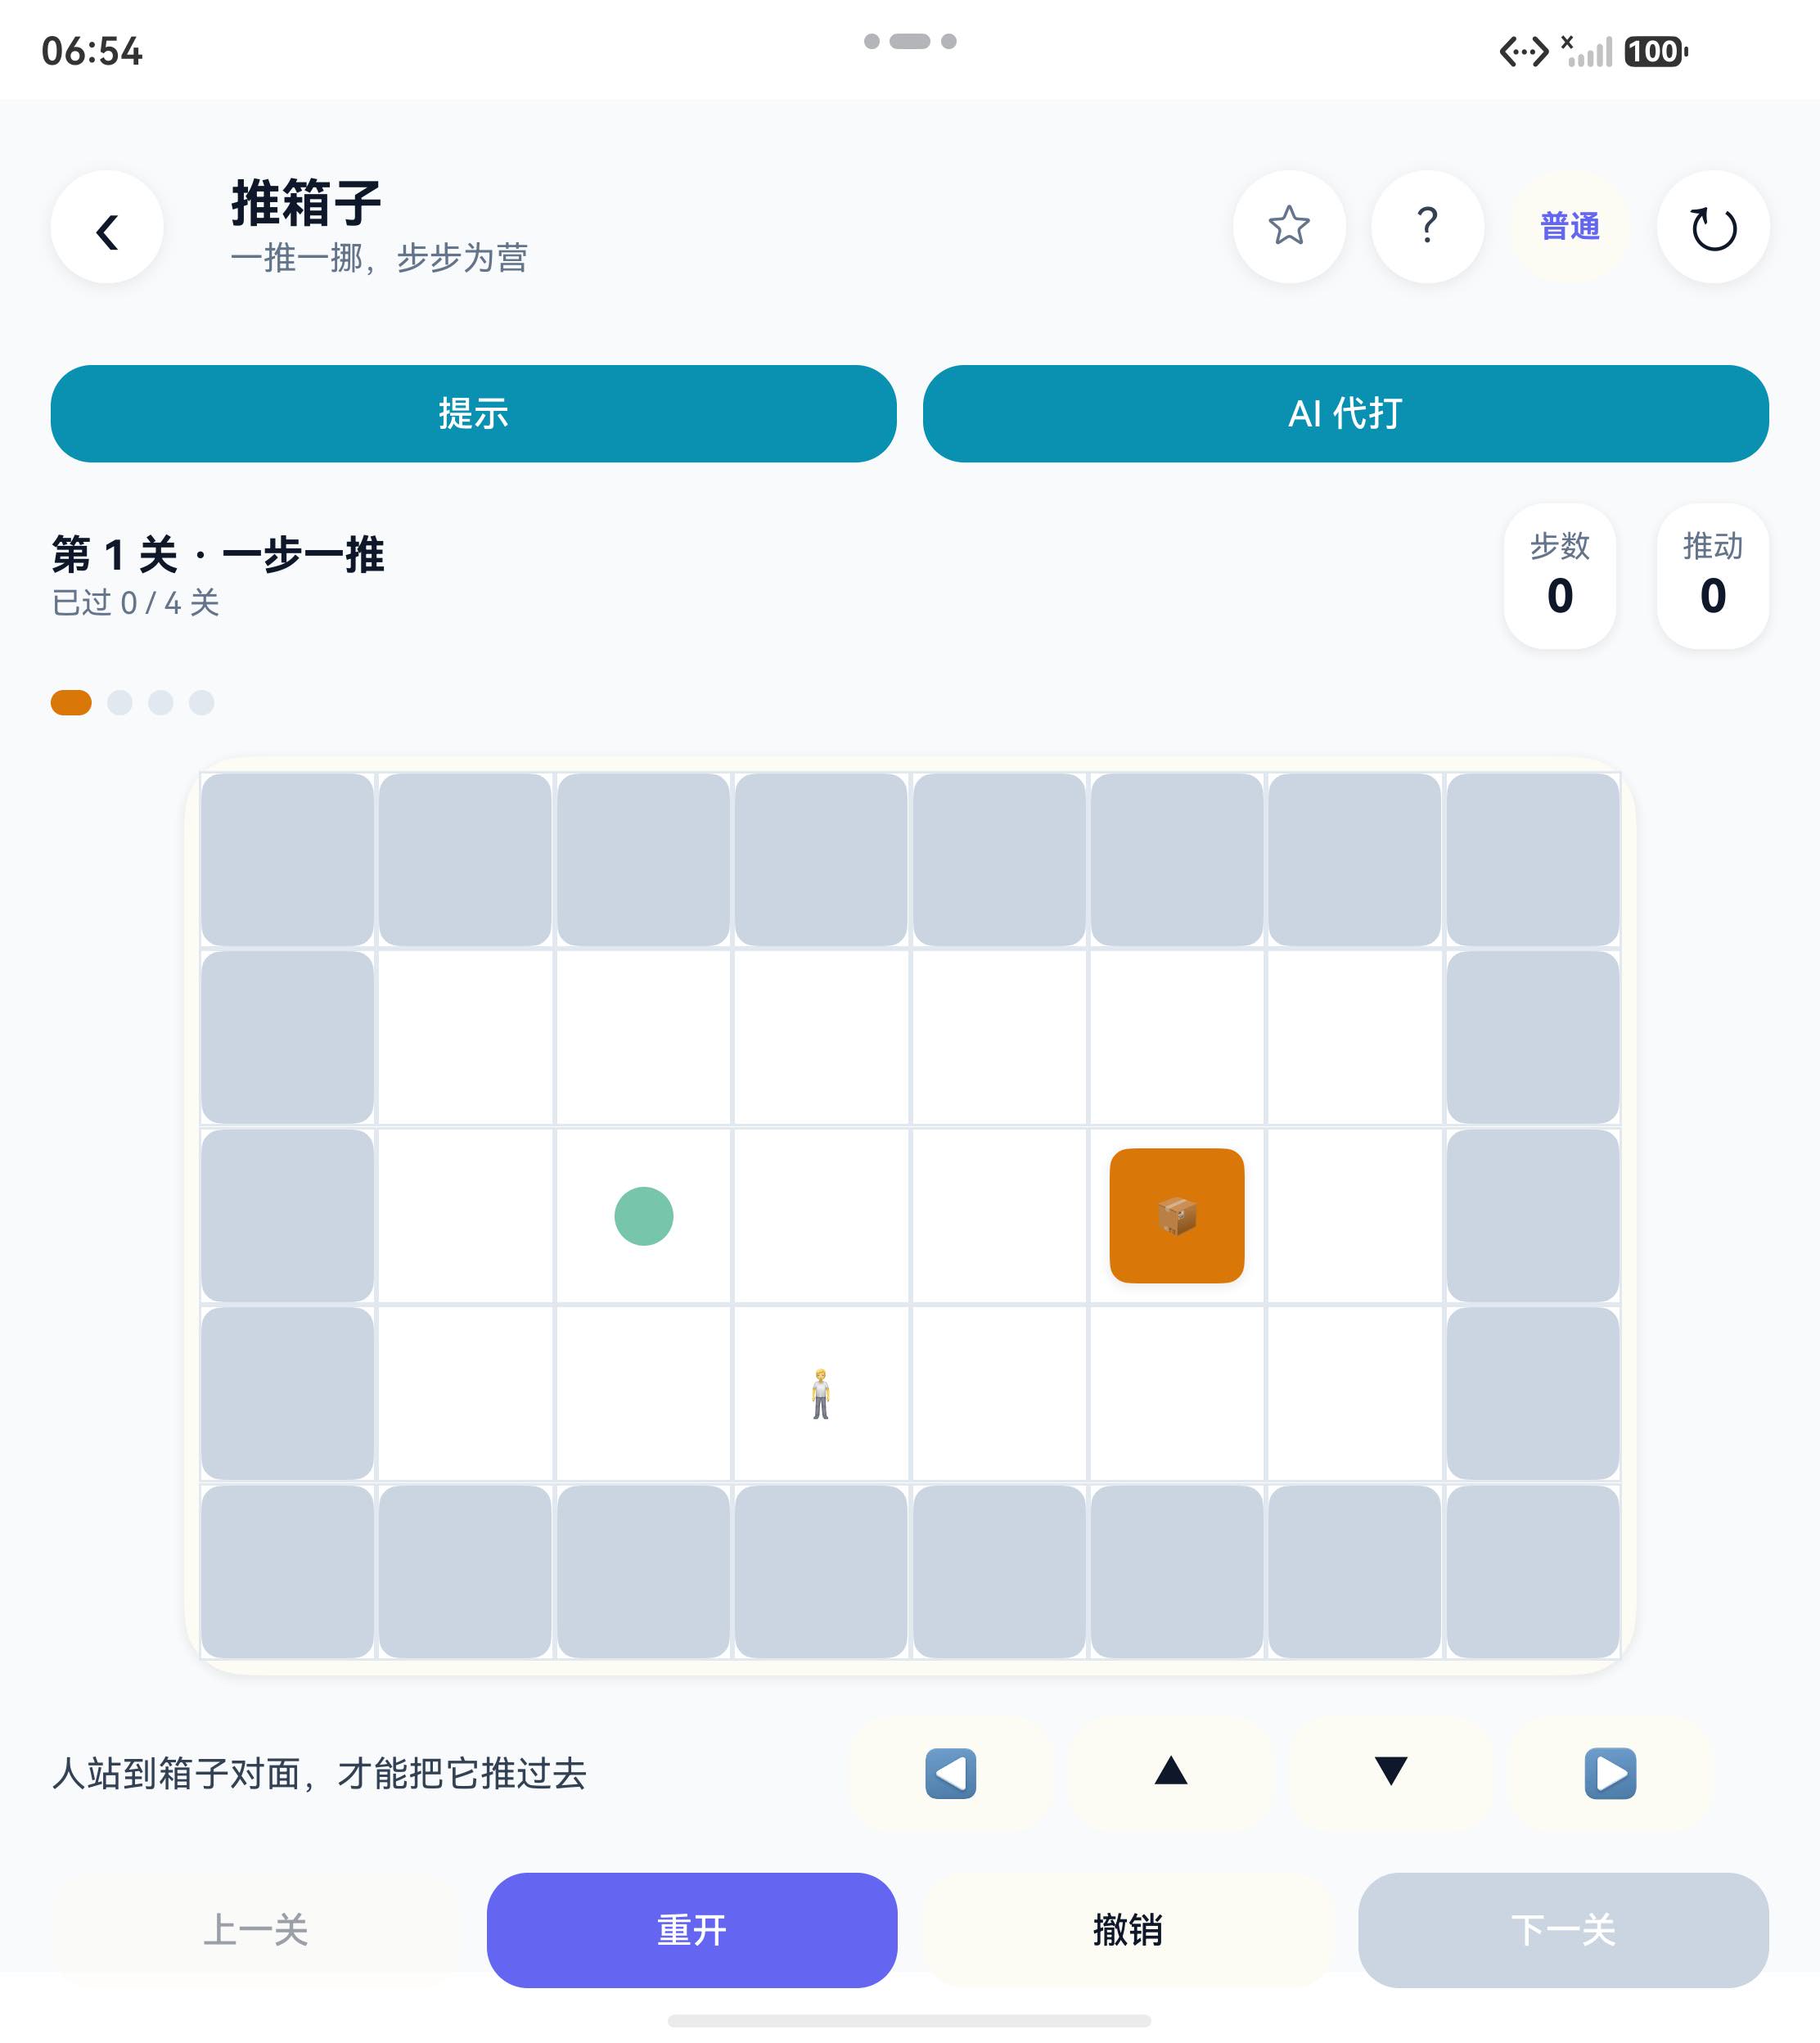 06:54
100
推箱子
一推一挪，步步为营
?
普通
提示
AI 代打
第 1 关 · 一步一推
已过 0 / 4 关
步数
0
推动
0
人站到箱子对面，才能把它推过去
上一关
重开
撤销
下一关